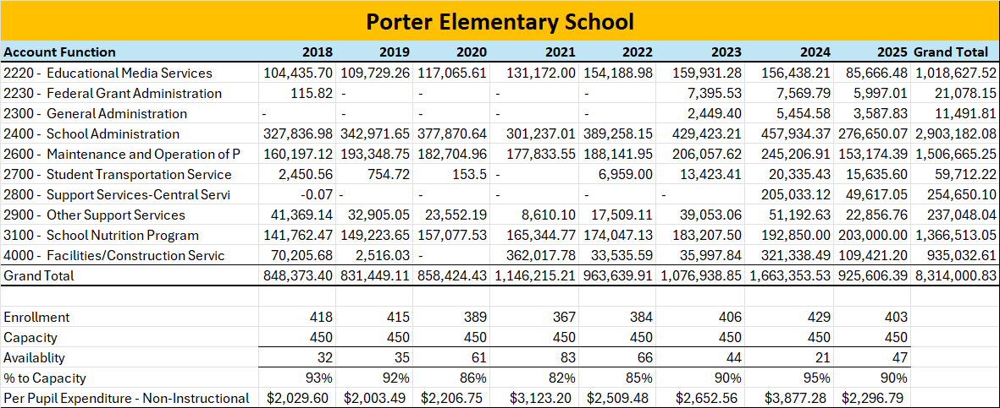 Porter Elementary School
Account Function 2018 2019 2020 2021 2022 2023 2024 2025 Grand Total
2220 - Educational Media Services 104,435.70 109,729.26 117,065.61 131,172.00 154,188.98 159,931.28 156,438.21 85,666.48 1,018,627.52
2230 - Federal Grant Administration 115.82 - - - - 7,395.53 7,569.79 5,997.01 21,078.15
2300 - General Administration - - - - - 2,449.40 5,454.58 3,587.83 11,491.81
2400 - School Administration 327,836.98 342,971.65 377,870.64 301,237.01 389,258.15 429,423.21 457,934.37 276,650.07 2,903,182.08
2600 - Maintenance and Operation of P 160,197.12 193,348.75 182,704.96 177,833.55 188,141.95 206,057.62 245,206.91 153,174.39 1,506,665.25
2700 - Student Transportation Service 2,450.56 754.72 153.5 - 6,959.00 13,423.41 20,335.43 15,635.60 59,712.22
2800 - Support Services-Central Servi -0.07 - - - - - 205,033.12 49,617.05 254,650.10
2900 - Other Support Services 41,369.14 32,905.05 23,552.19 8,610.10 17,509.11 39,053.06 51,192.63 22,856.76 237,048.04
3100 - School Nutrition Program 141,762.47 149,223.65 157,077.53 165,344.77 174,047.13 183,207.50 192,850.00 203,000.00 1,366,513.05
4000 - Facilities/Construction Servic 70,205.68 2,516.03 - 362,017.78 33,535.59 35,997.84 321,338.49 109,421.20 935,032.61
Grand Total 848,373.40 831,449.11 858,424.43 1,146,215.21 963,639.91 1,076,938.85 1,663,353.53 925,606.39 8,314,000.83
Enrollment 418 415 389 367 384 406 429 403
Capacity 450 450 450 450 450 450 450 450
Availablity 32 35 61 83 66 44 21 47
% to Capacity 93% 92% 86% 82% 85% 90% 95% 90%
Per Pupil Expenditure - Non-Instructional $2,029.60 $2,003.49 $2,206.75 $3,123.20 $2,509.48 $2,652.56 $3,877.28 $2,296.79